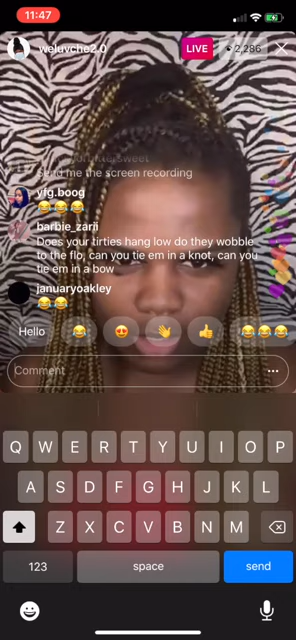 11:47
weluvche2.0
LIVE
2,286
Send me the screen recording
yfg.boog
😂😂😂
barbie_zarii
Does your tirties hang low do they wobble
to the flo, can you tie em in a knot, can you
tie em in a bow
januaryoakley
😂😂
Hello 😂 😍 👋 👍 😂😂😂
Comment
Q W E R T Y U I O P
A S D F G H J K L
Z X C V B N M
123 space send